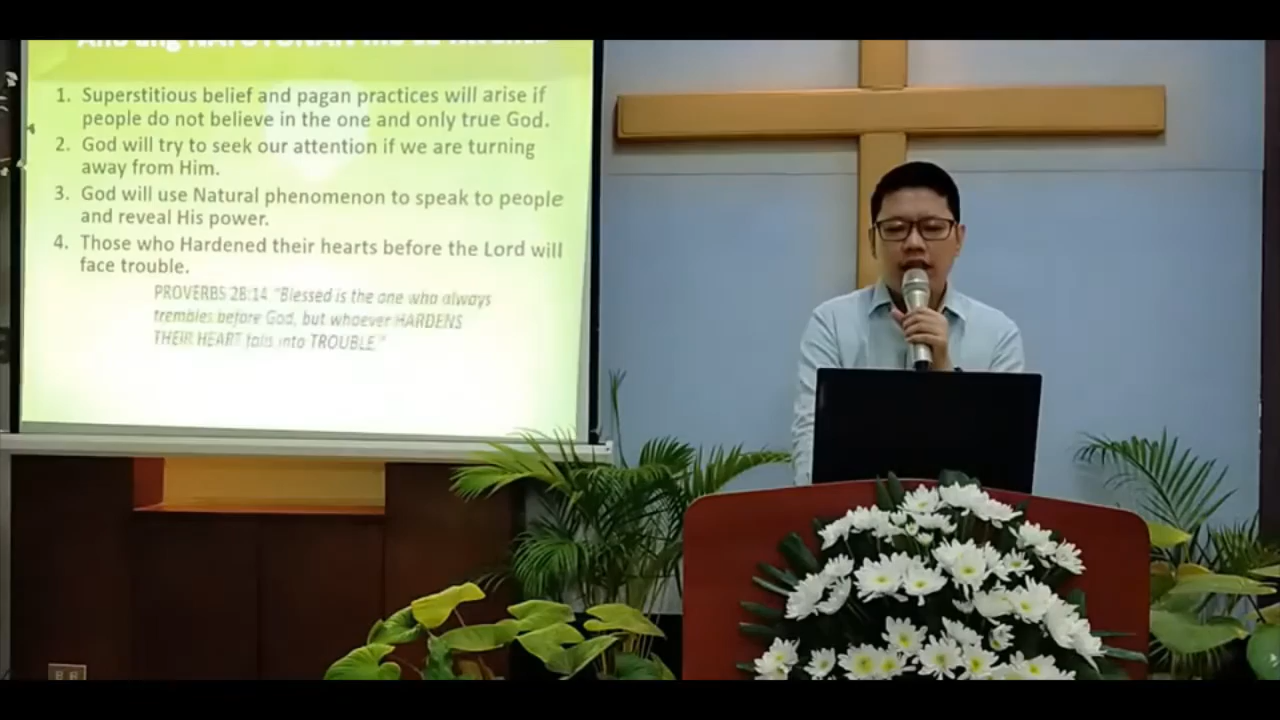 1. Superstitious belief and pagan practices will arise if
people do not believe in the one and only true God.
2. God will try to seek our attention if we are turning
away from Him.
3. God will use Natural phenomenon to speak to people
and reveal His power.
4. Those who Hardened their hearts before the Lord will
face trouble.
PROVERBS 28:14 "Blessed is the one who always
trembles before God, but whoever HARDENS
THEIR HEART falls into TROUBLE"